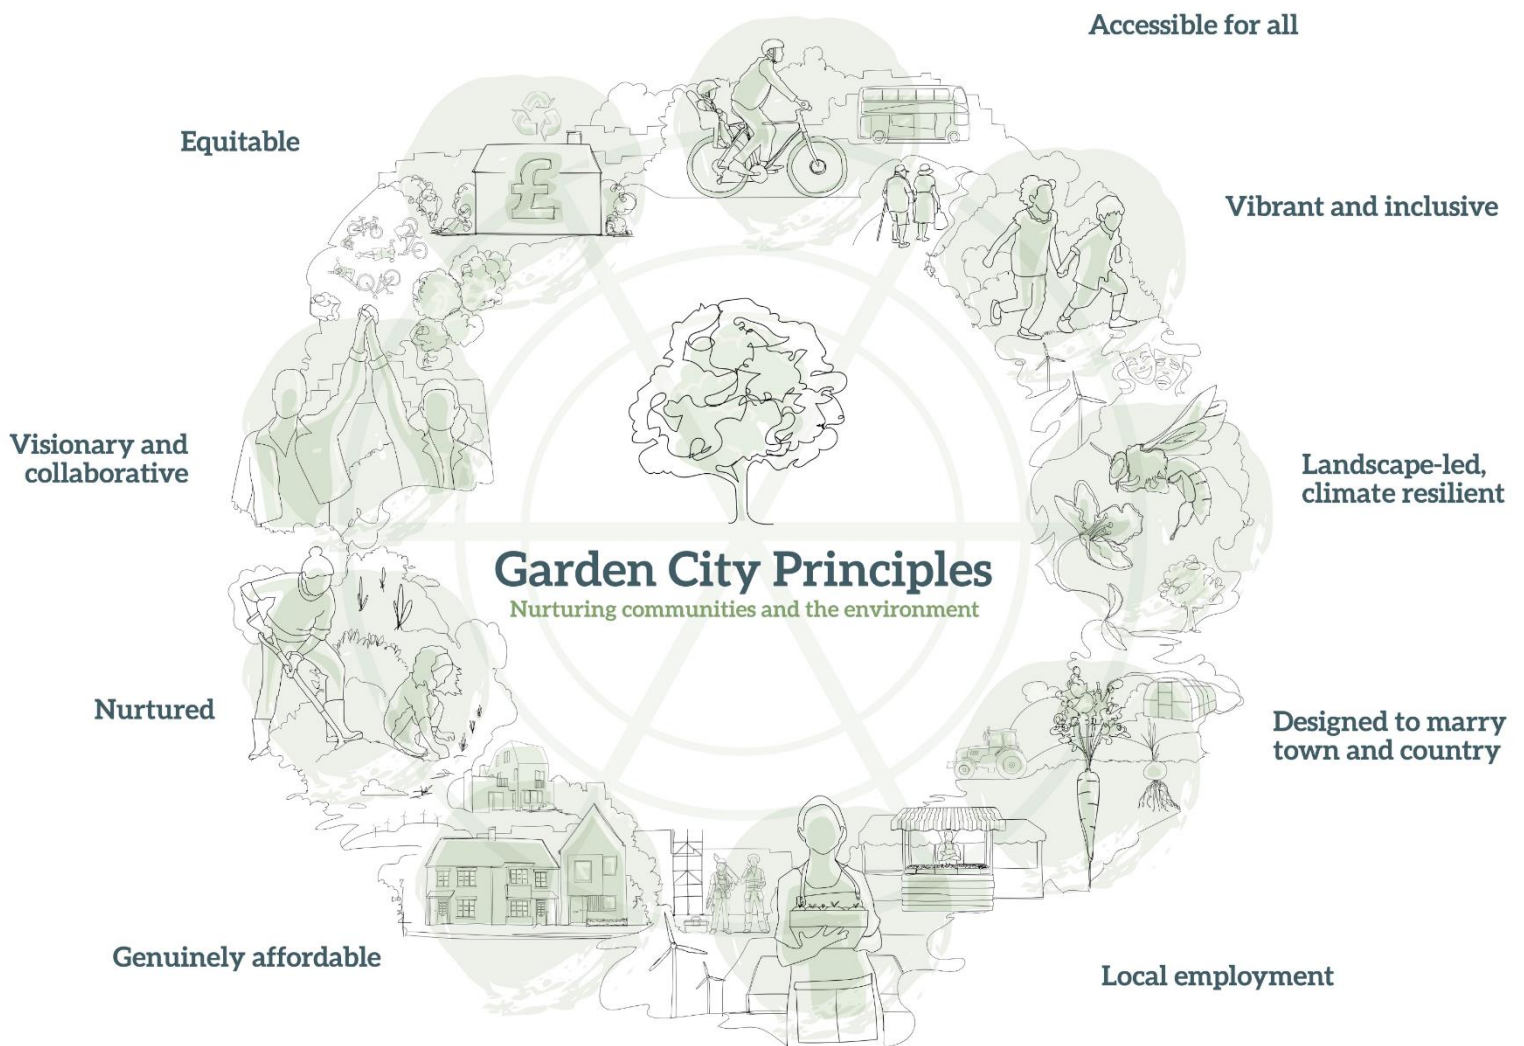 Accessible for all
Equitable
£
Vibrant and inclusive
Visionary and
collaborative
Landscape-led,
climate resilient
Garden City Principles
Nurturing communities and the environment
Nurtured
Designed to marry
town and country
Genuinely affordable
Local employment